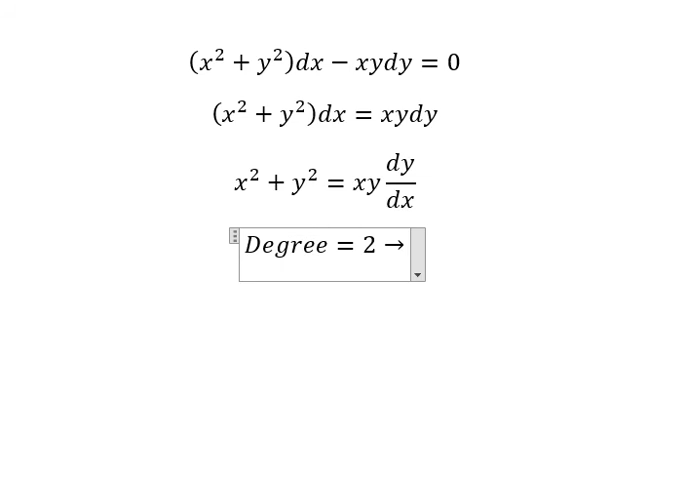 (x² + y²)dx − xydy = 0
(x² + y²)dx = xydy
x² + y² = xy dy/dx
Degree = 2 →